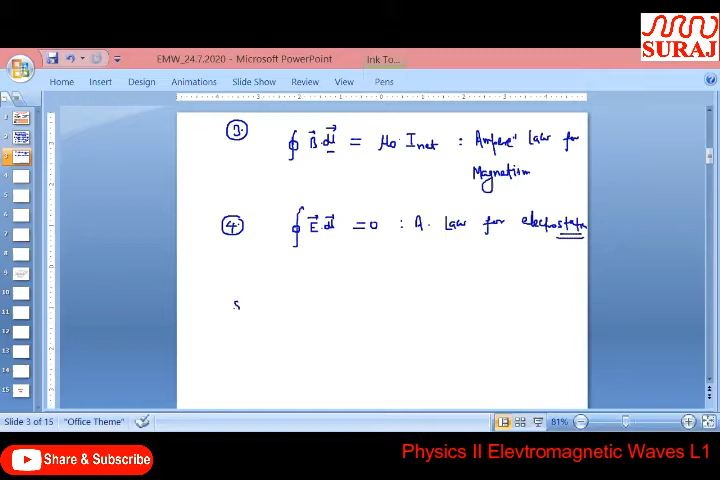 SURAJ
EMW_24.7.2020 - Microsoft PowerPoint
Ink To...
Home Insert Design Animations Slide Show Review View Pens
3. ∮ B⃗.dl⃗ = μ0. Inet : Ampere's Law for
Magnetism
4. ∮ E⃗.dl⃗ = 0 : A. Law for electrostatic
5
Slide 3 of 15 "Office Theme" 81%
Share & Subscribe
Physics II Elevtromagnetic Waves L1